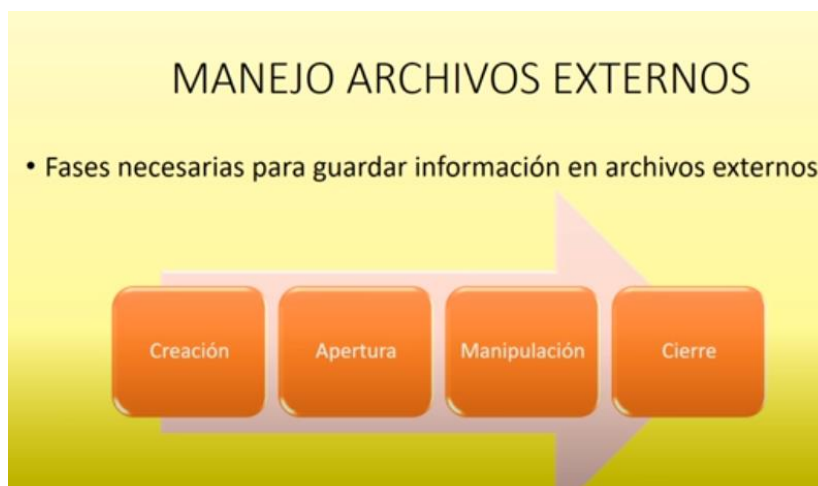 MANEJO ARCHIVOS EXTERNOS
• Fases necesarias para guardar información en archivos externos
Creación
Apertura
Manipulación
Cierre